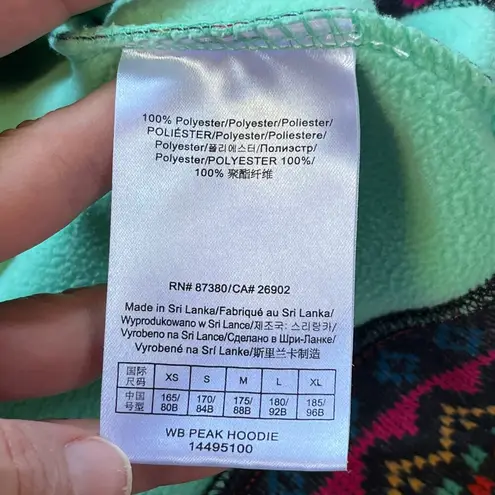 100% Polyester/Polyester/Poliester/
POLIÉSTER/Polyester/Poliestere/
Polyester/폴리에스터/Полиэстр/
Polyester/POLYESTER 100%/
100% 聚酯纤维
RN# 87380/CA# 26902
Made in Sri Lanka/Fabriqué au Sri Lanka/
Wyprodukowano w Sri Lance/제조국: 스리랑카/
Vyrobeno na Srí Lance/Сделано в Шри-Ланке/
Vyrobené na Srí Lanke/斯里兰卡制造
国际尺码 XS S M L XL
中国号型 165/80B 170/84B 175/88B 180/92B 185/96B
WB PEAK HOODIE
14495100